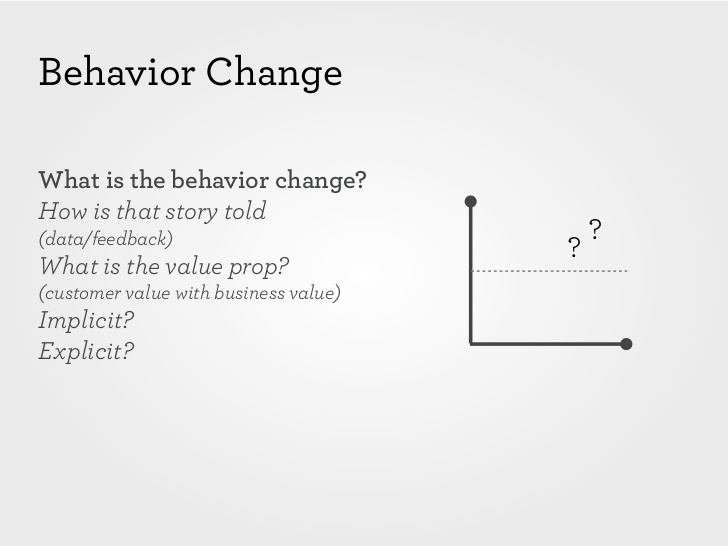 Behavior Change
What is the behavior change?
How is that story told
(data/feedback)
What is the value prop?
(customer value with business value)
Implicit?
Explicit?
?
?